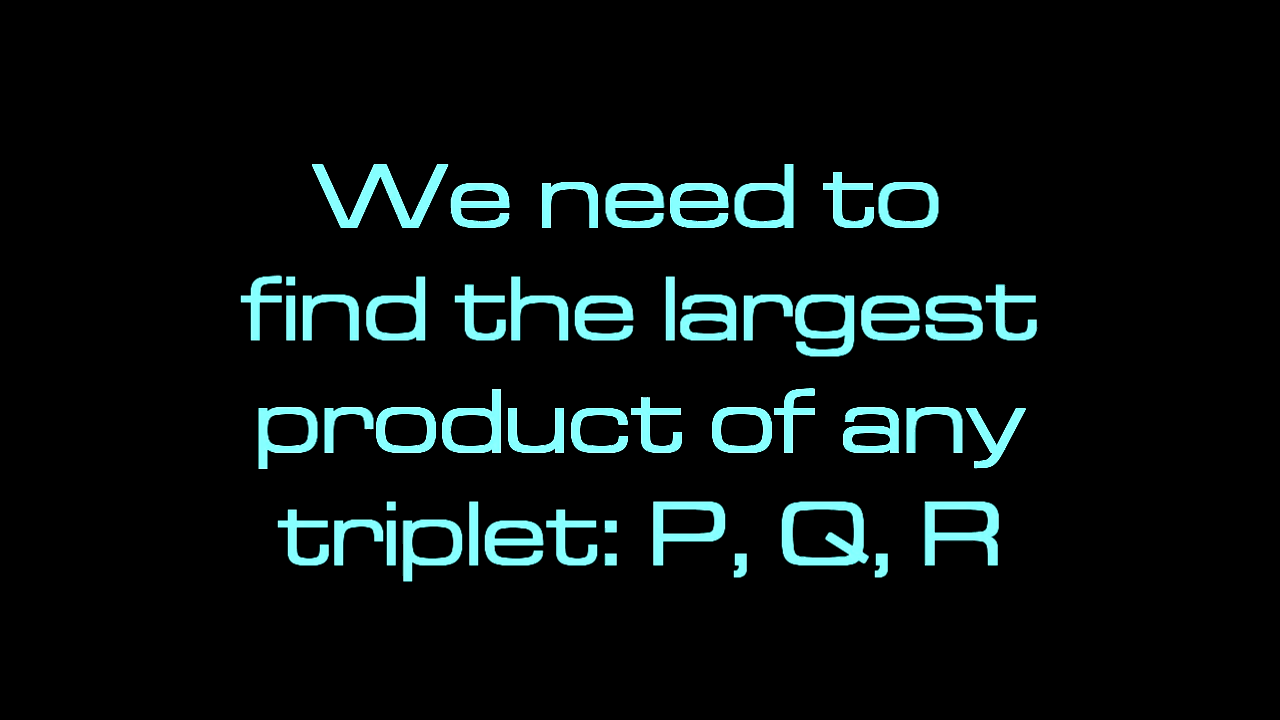 We need to
find the largest
product of any
triplet: P, Q, R